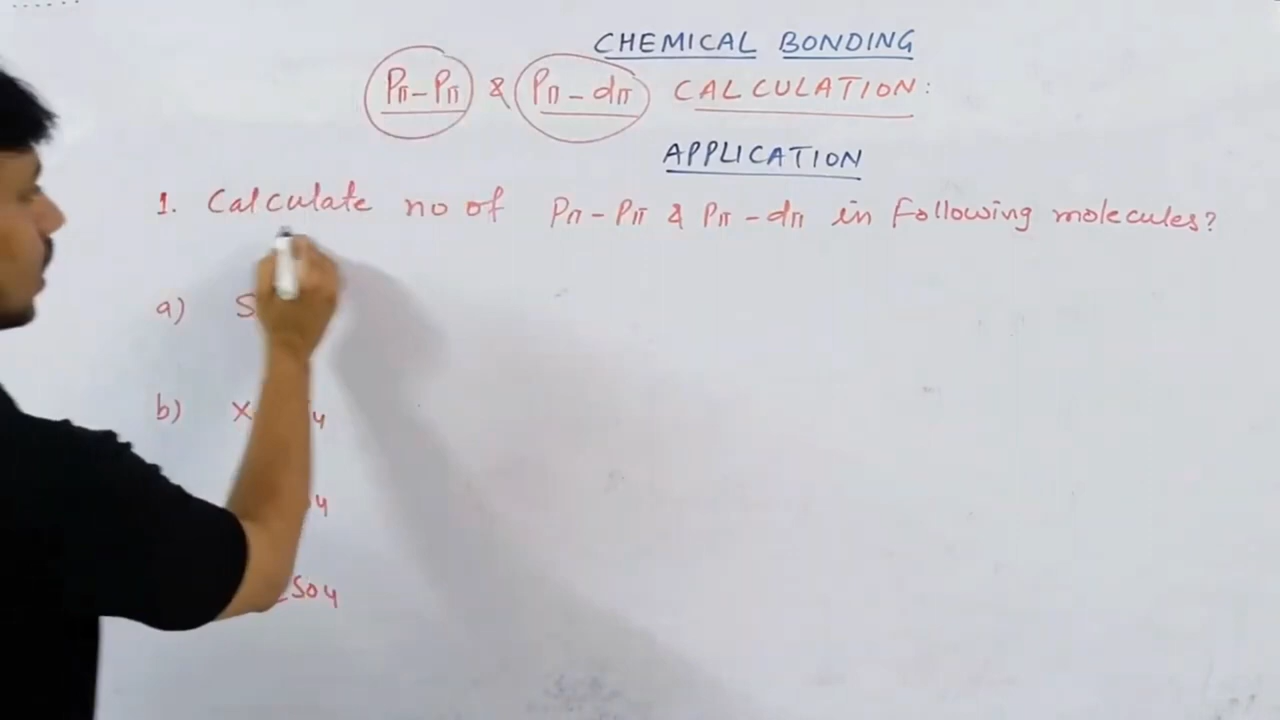 CHEMICAL BONDING
Pπ-Pπ & Pπ-dπ CALCULATION:
APPLICATION
1. Calculate no of Pπ-Pπ & Pπ-dπ in following molecules?
a) S
b) X 4
4
So4